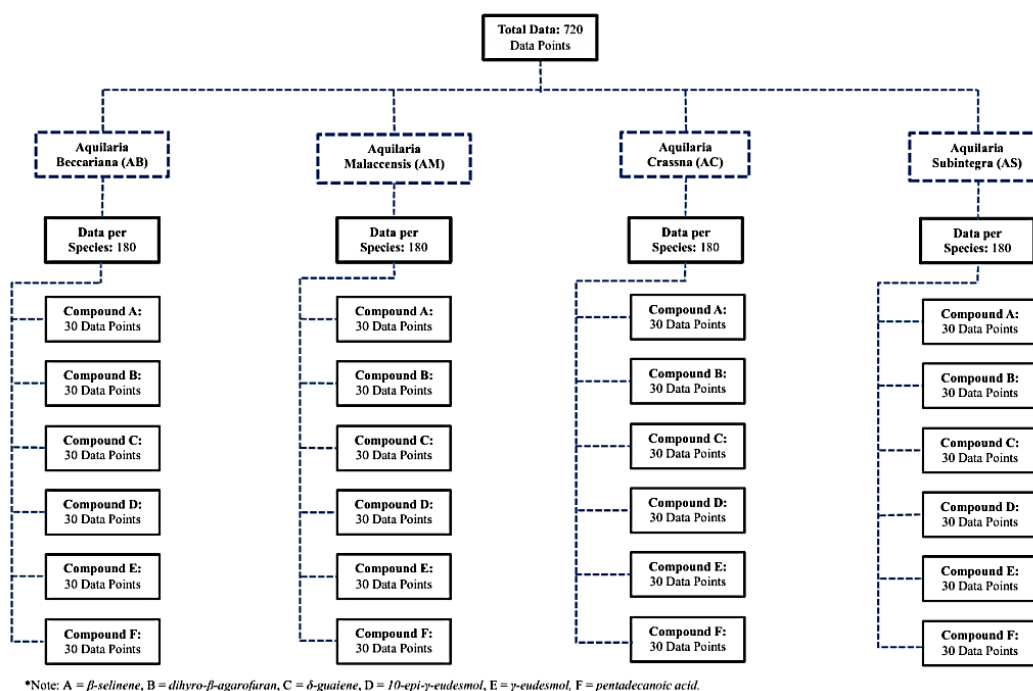 Total Data: 720
Data Points
Aquilaria
Beccariana (AB)
Aquilaria
Malaccensis (AM)
Aquilaria
Crassna (AC)
Aquilaria
Subintegra (AS)
Data per
Species: 180
Data per
Species: 180
Data per
Species: 180
Data per
Species: 180
Compound A:
30 Data Points
Compound A:
30 Data Points
Compound A:
30 Data Points
Compound A:
30 Data Points
Compound B:
30 Data Points
Compound B:
30 Data Points
Compound B:
30 Data Points
Compound B:
30 Data Points
Compound C:
30 Data Points
Compound C:
30 Data Points
Compound C:
30 Data Points
Compound C:
30 Data Points
Compound D:
30 Data Points
Compound D:
30 Data Points
Compound D:
30 Data Points
Compound D:
30 Data Points
Compound E:
30 Data Points
Compound E:
30 Data Points
Compound E:
30 Data Points
Compound E:
30 Data Points
Compound F:
30 Data Points
Compound F:
30 Data Points
Compound F:
30 Data Points
Compound F:
30 Data Points
*Note: A = β-selinene, B = dihyro-β-agarofuran, C = δ-guaiene, D = 10-epi-γ-eudesmol, E = γ-eudesmol, F = pentadecanoic acid.